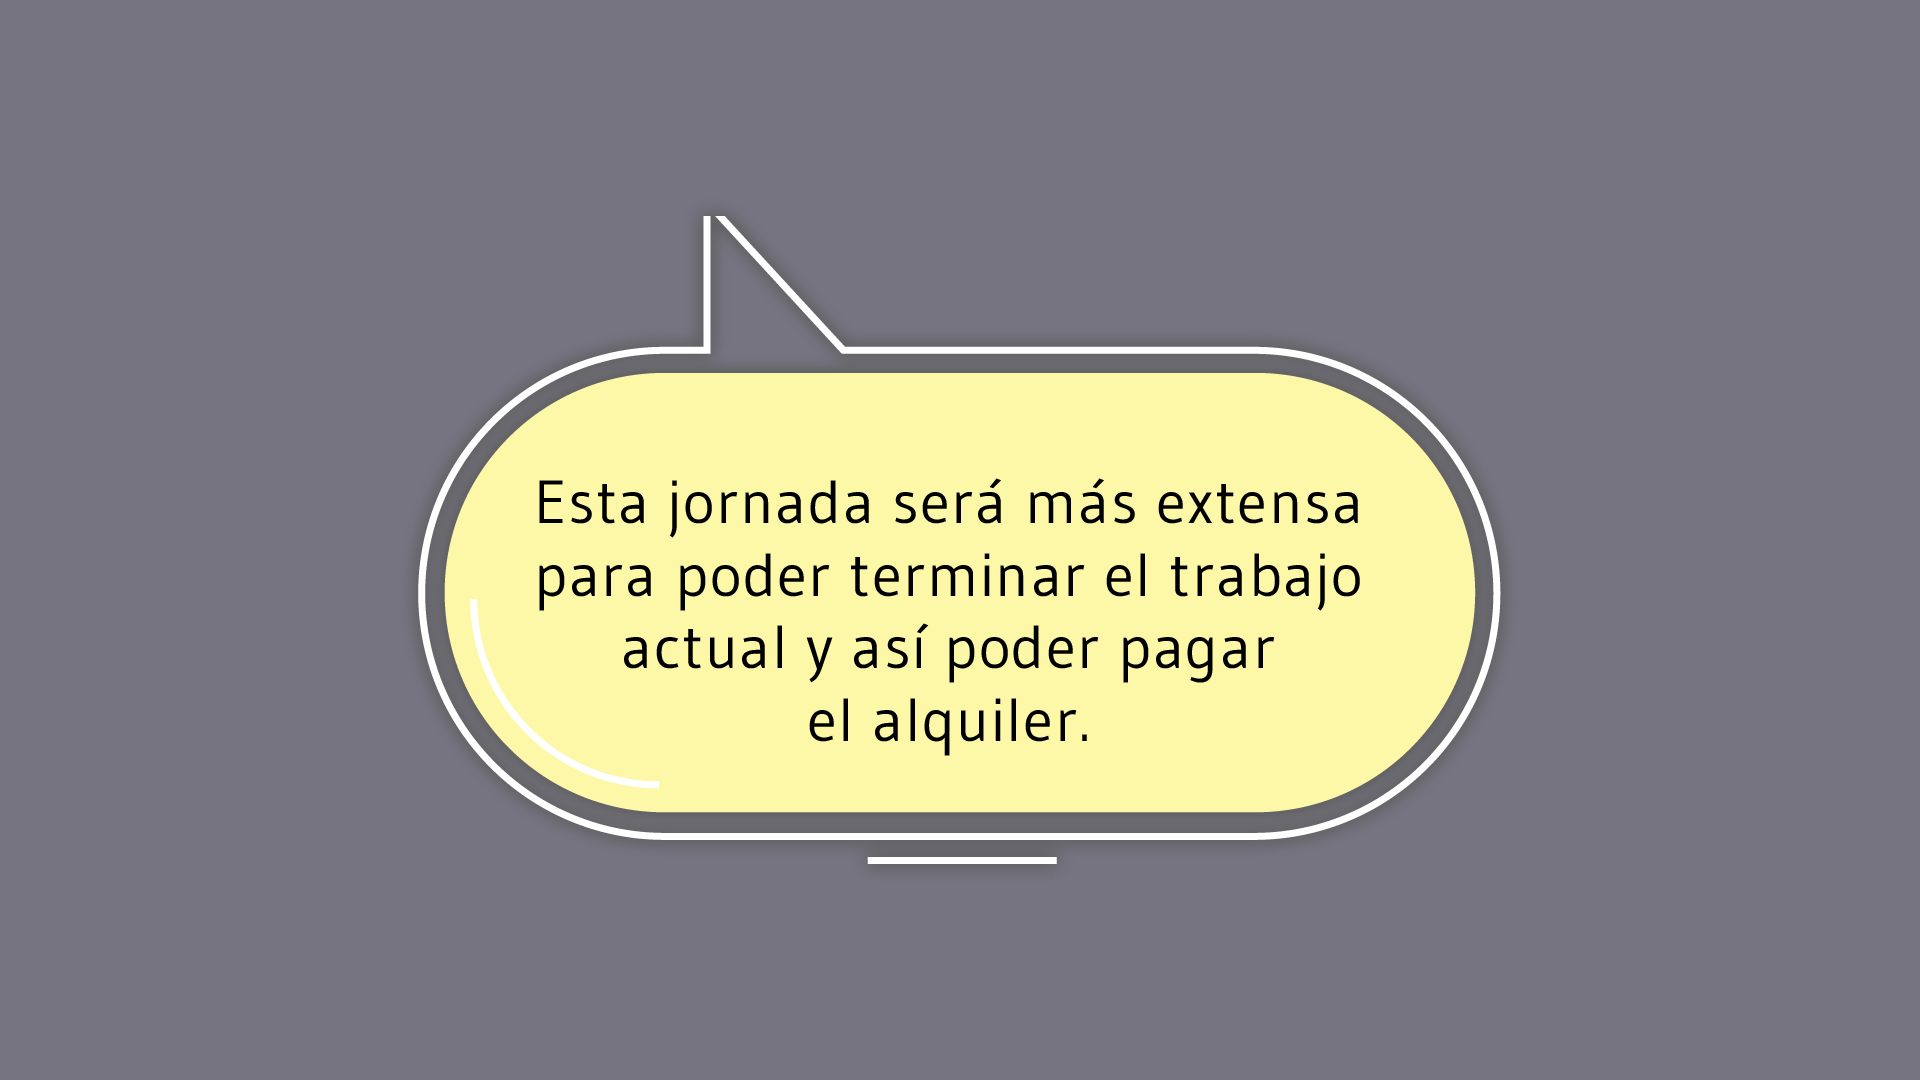 Esta jornada será más extensa
para poder terminar el trabajo
actual y así poder pagar
el alquiler.